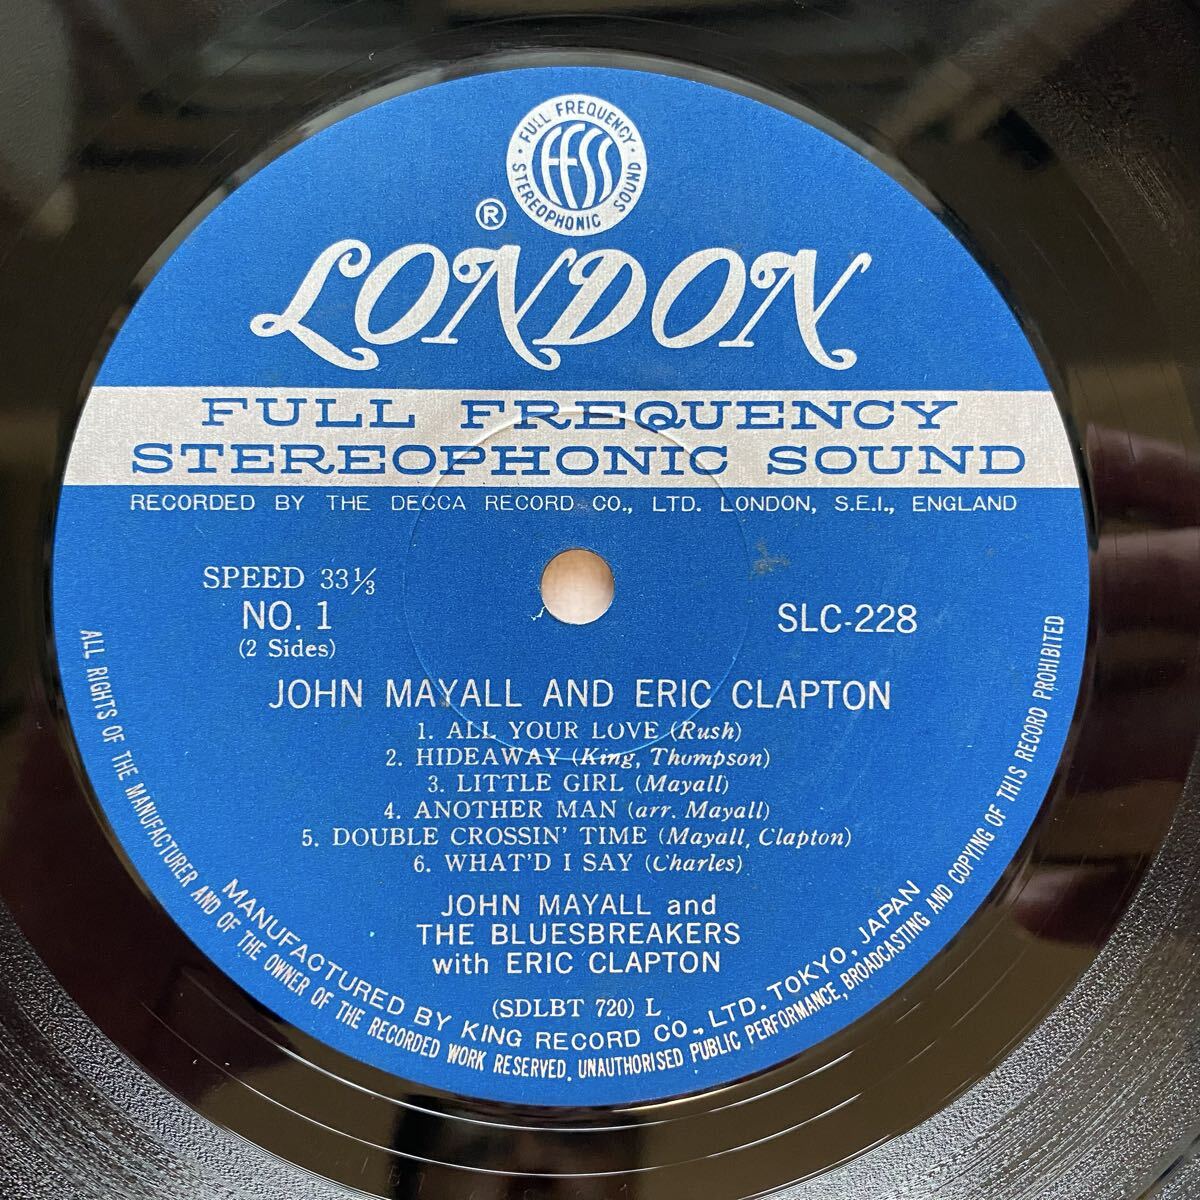 FULL FREQUENCY
STEREOPHONIC SOUND
FFSS
®
LONDON
FULL FREQUENCY
STEREOPHONIC SOUND
RECORDED BY THE DECCA RECORD CO., LTD. LONDON, S.E.I., ENGLAND
SPEED 33⅓
NO. 1
(2 Sides)
SLC-228
JOHN MAYALL AND ERIC CLAPTON
1. ALL YOUR LOVE (Rush)
2. HIDEAWAY (King, Thompson)
3. LITTLE GIRL (Mayall)
4. ANOTHER MAN (arr. Mayall)
5. DOUBLE CROSSIN' TIME (Mayall, Clapton)
6. WHAT'D I SAY (Charles)
JOHN MAYALL and
THE BLUESBREAKERS
with ERIC CLAPTON
(SDLBT 720) L
MANUFACTURED BY KING RECORD CO., LTD. TOKYO, JAPAN
ALL RIGHTS OF THE MANUFACTURER AND OF THE OWNER OF THE RECORDED WORK RESERVED. UNAUTHORISED PUBLIC PERFORMANCE, BROADCASTING AND COPYING OF THIS RECORD PROHIBITED